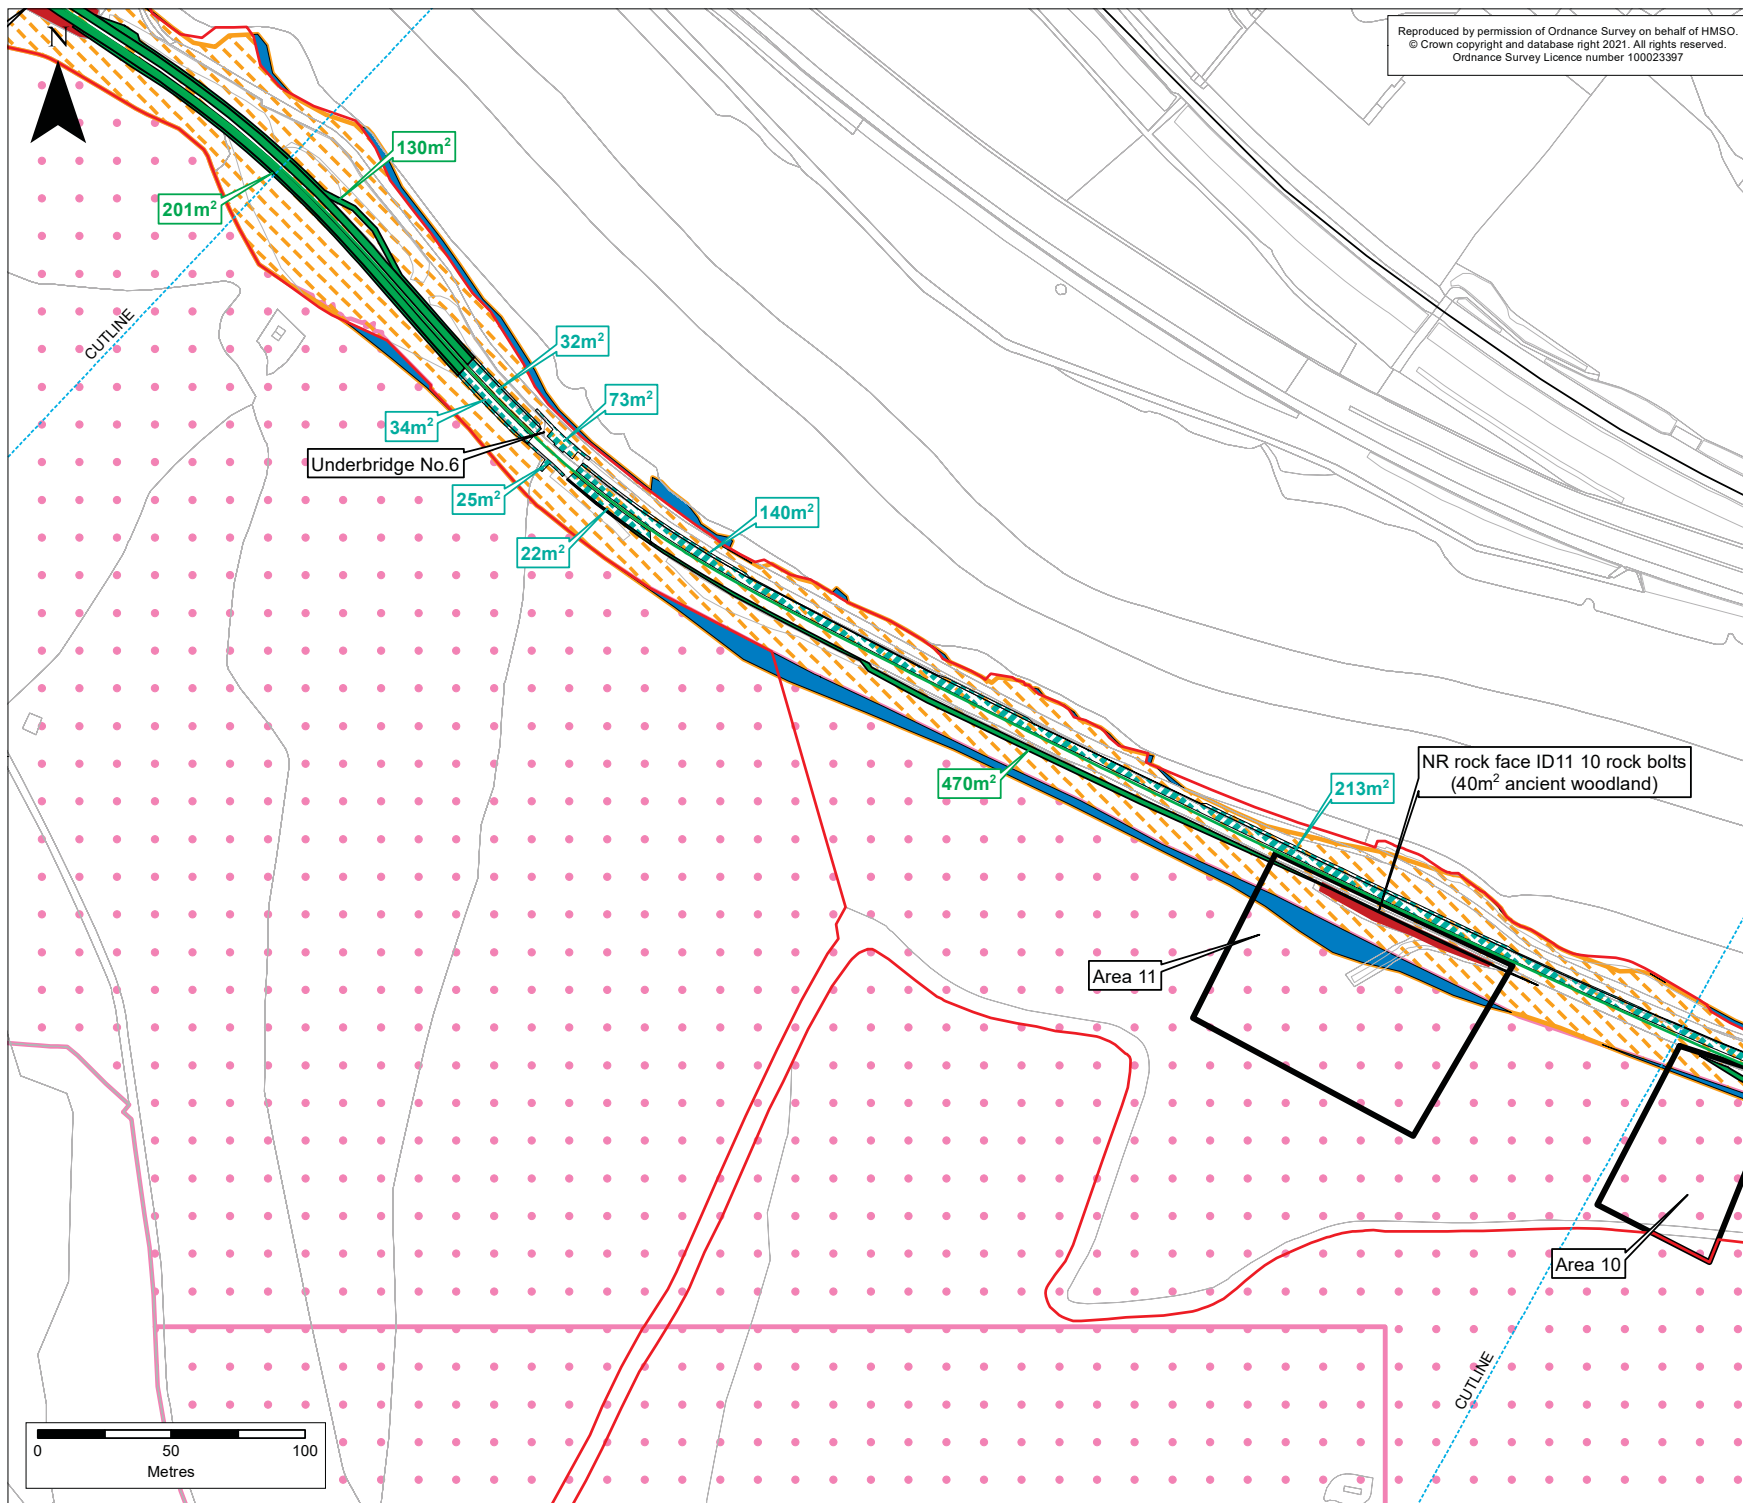 Reproduced by permission of Ordnance Survey on behalf of HMSO.
© Crown copyright and database right 2021. All rights reserved.
Ordnance Survey Licence number 100023397
N
130m²
201m²
CUTLINE
32m²
73m²
34m²
Underbridge No.6
25m²
140m²
22m²
470m²
213m²
NR rock face ID11 10 rock bolts
(40m² ancient woodland)
Area 11
Area 10
CUTLINE
0 50 100
Metres